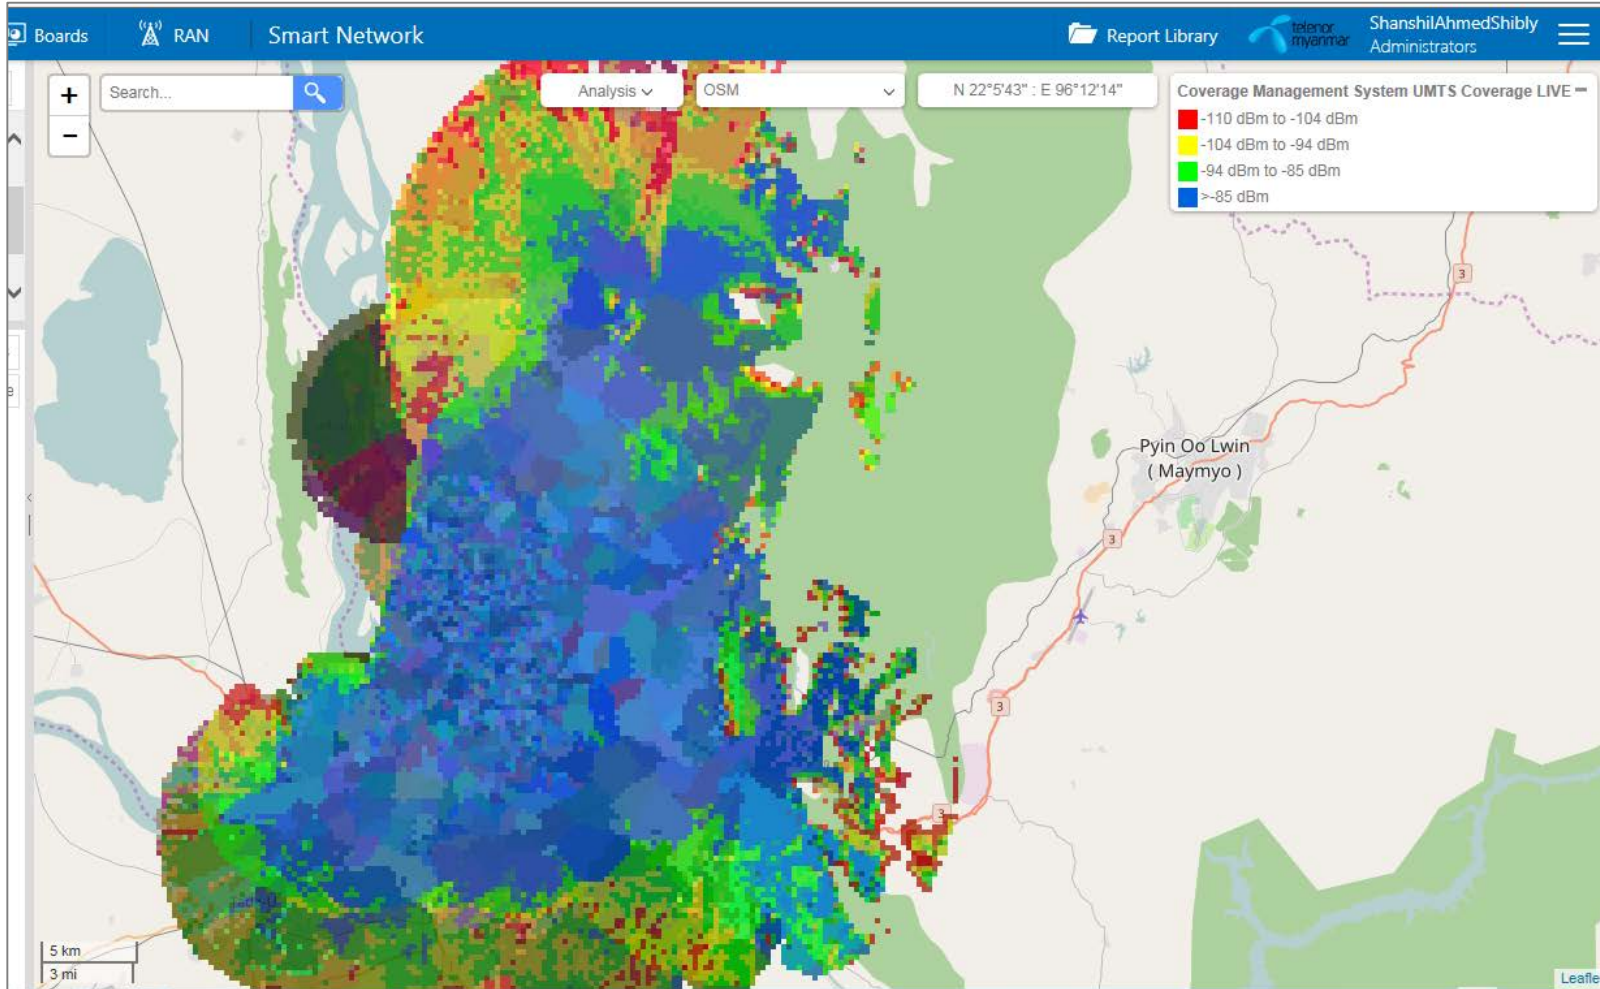 Boards
RAN
Smart Network
Report Library
telenor
myanmar
ShanshilAhmedShibly
Administrators
+
Search...
Analysis
OSM
N 22°5'43" : E 96°12'14"
−
Coverage Management System UMTS Coverage LIVE
-110 dBm to -104 dBm
-104 dBm to -94 dBm
-94 dBm to -85 dBm
>-85 dBm
3
Pyin Oo Lwin
( Maymyo )
3
3
3
5 km
3 mi
Leafle